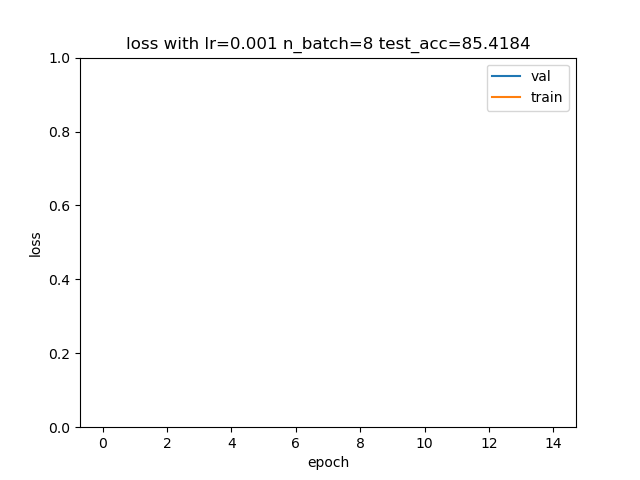 loss with lr=0.001 n_batch=8 test_acc=85.4184
val
train
1.0
0.8
0.6
0.4
0.2
0.0
loss
0 2 4 6 8 10 12 14
epoch